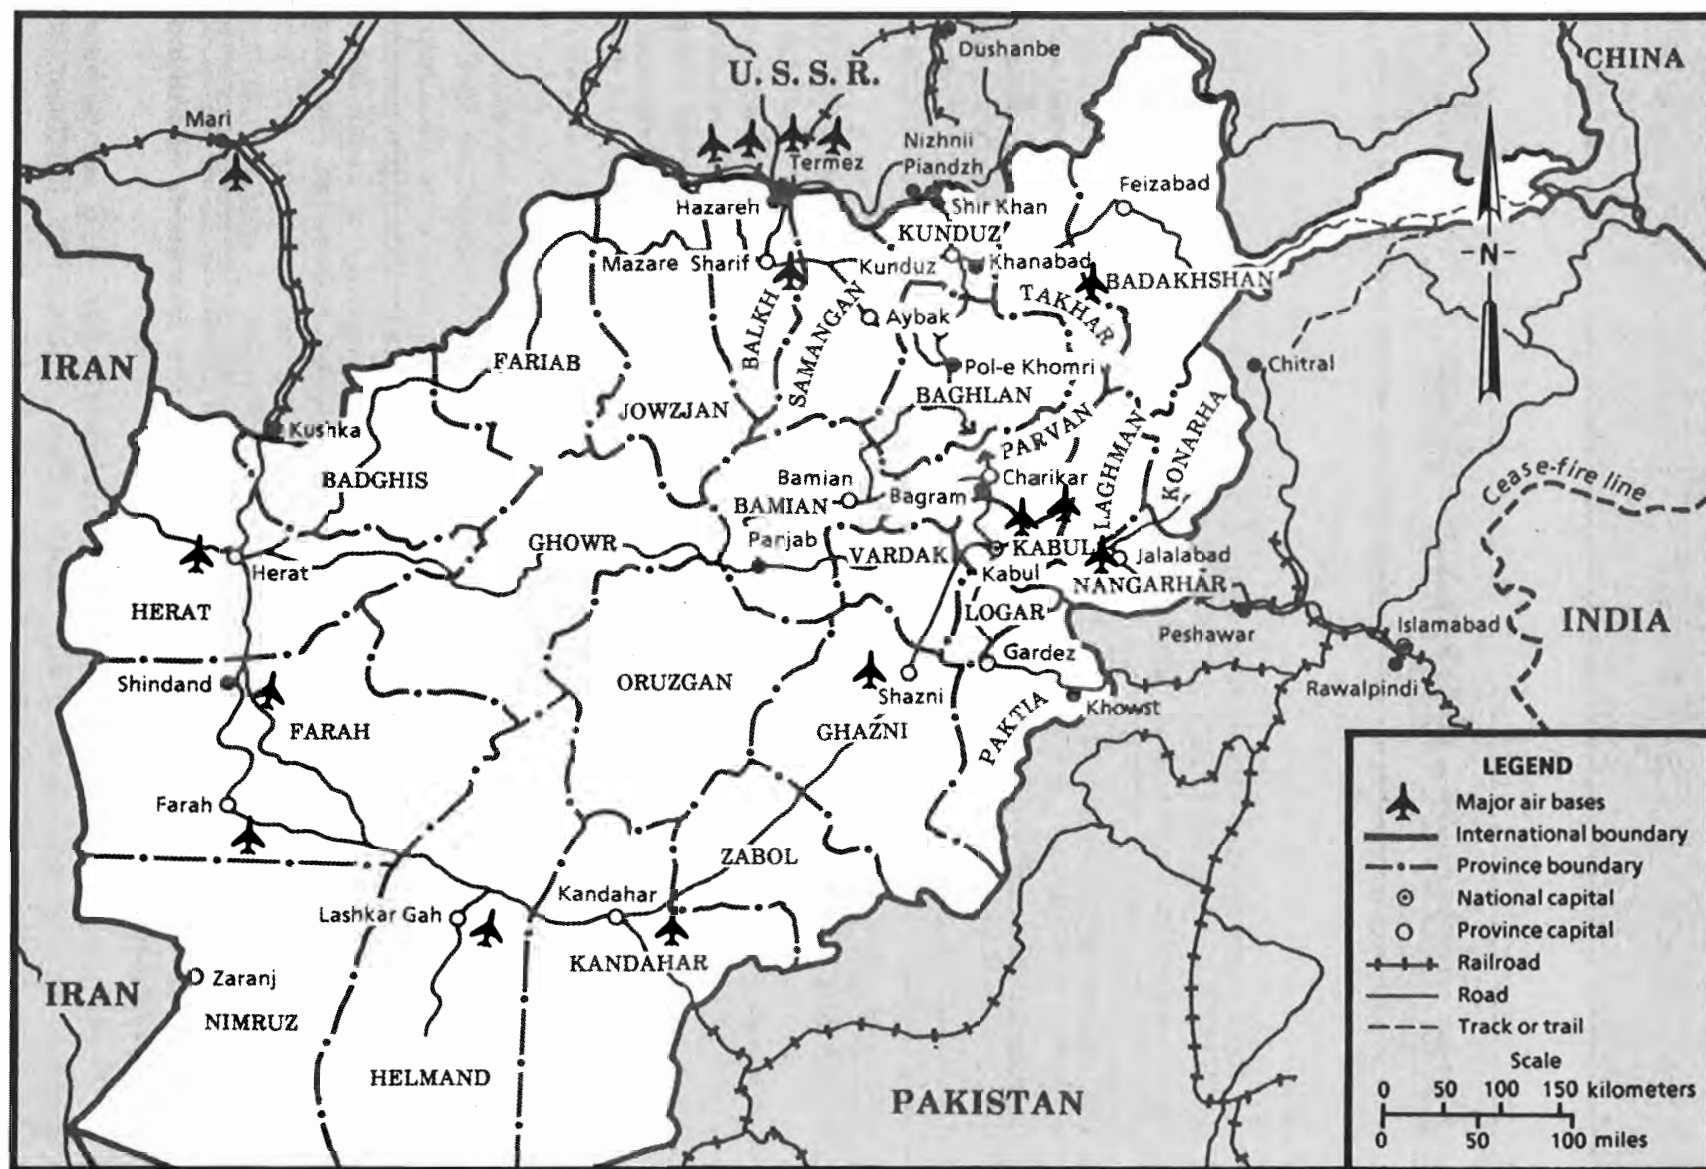 Dushanbe
CHINA
U. S. S. R.
Mari
Nizhnii
Piandzh
Termez
Feizabad
Hazareh
Shir Khan
KUNDUZ
N
Mazare Sharif
Kunduz
Khanabad
BADAKHSHAN
TAKHAR
BALKH
SAMANGAN
Aybak
IRAN
FARIAB
Pol-e Khomri
Chitral
BAGHLAN
JOWZJAN
Kushka
PARVAN
LAGHMAN
KONARHA
BADGHIS
Bamian
Charikar
Cease-fire line
BAMIAN
Bagram
GHOWR
Panjab
VARDAK
KABUL
Jalalabad
Herat
Kabul
NANGARHAR
HERAT
LOGAR
Peshawar
Islamabad
INDIA
Gardez
Shindand
ORUZGAN
Shazni
Rawalpindi
Khowst
FARAH
GHAZNI
PAKTIA
LEGEND
Major air bases
International boundary
Province boundary
National capital
Province capital
Railroad
Road
Track or trail
Scale
0 50 100 150 kilometers
0 50 100 miles
Farah
ZABOL
Kandahar
Lashkar Gah
KANDAHAR
Zaranj
IRAN
NIMRUZ
HELMAND
PAKISTAN